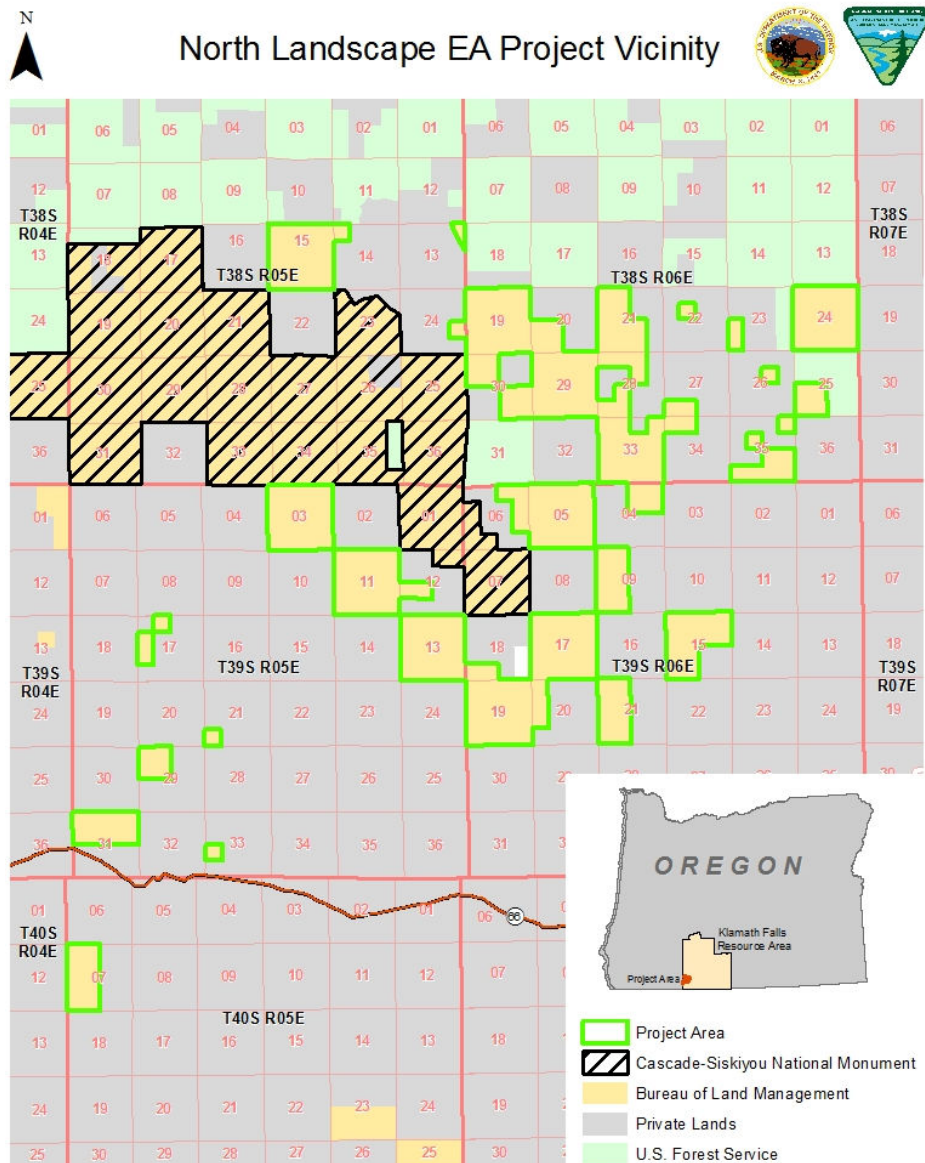 N
North Landscape EA Project Vicinity
01 06 05 04 03 02 01 06 05 04 03 02 01 06
12 07 08 09 10 11 12 07 08 09 10 11 12 07
T38S
R04E
T38S
R07E
13 18 17 16 15 14 13 18 17 16 15 14 13 18
T38S R05E
T38S R06E
24 19 20 21 22 23 24 19 20 21 22 23 24 19
25 30 29 28 27 26 25 30 29 28 27 26 25 30
36 31 32 33 34 35 36 31 32 33 34 35 36 31
01 06 05 04 03 02 01 06 05 04 03 02 01 06
12 07 08 09 10 11 12 07 08 09 10 11 12 07
13 18 17 16 15 14 13 18 17 16 15 14 13 18
T39S
R04E
T39S R05E
T39S R06E
T39S
R07E
24 19 20 21 22 23 24 19 20 21 22 23 24 19
25 30 29 28 27 26 25 30
36 31 32 33 34 35 36 31
01 06 05 04 03 02 01 06
66
T40S
R04E
12 07 08 09 10 11 12 07
T40S R05E
13 18 17 16 15 14 13 18
24 19 20 21 22 23 24 19
25 30 29 28 27 26 25 30
OREGON
Klamath Falls
Resource Area
Project Area
Project Area
Cascade-Siskiyou National Monument
Bureau of Land Management
Private Lands
U.S. Forest Service